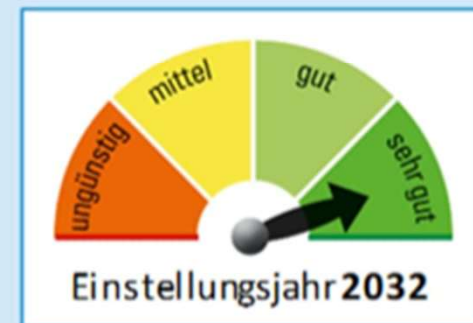 ungünstig
mittel
gut
sehr gut
Einstellungsjahr 2032